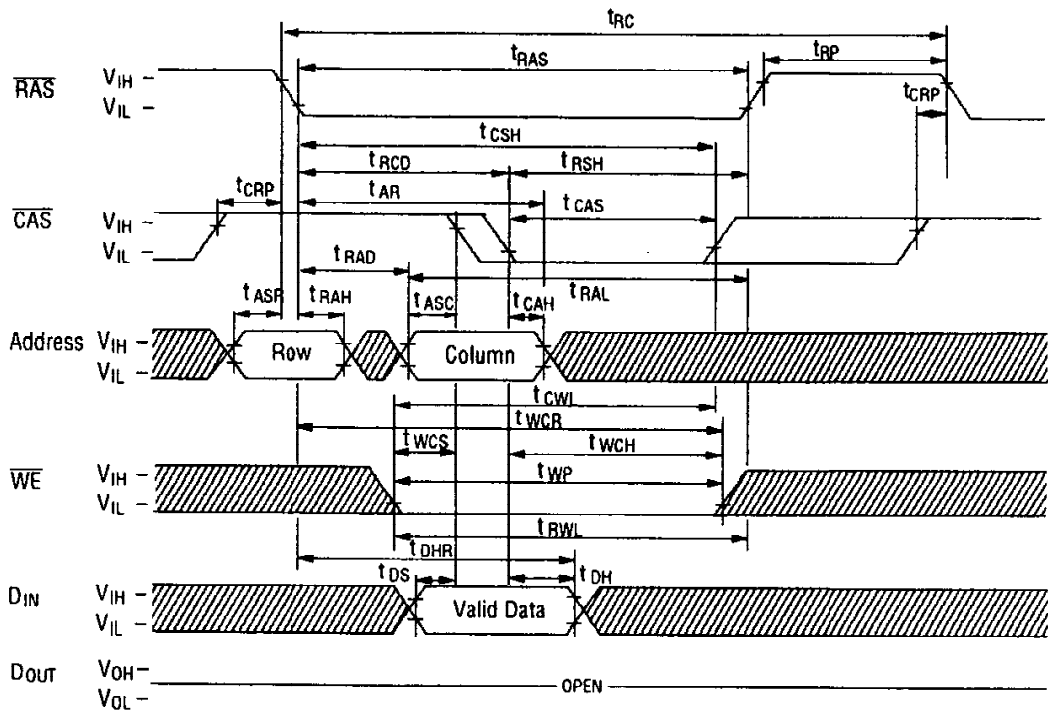 tRC
tRAS
tRP
RAS
VIH
VIL
tCRP
tCSH
tRCD
tRSH
tCRP
tAR
tCAS
CAS
VIH
VIL
tRAD
tRAL
tASR
tRAH
tASC
tCAH
Address
VIH
VIL
Row
Column
tCWL
tWCR
tWCS
tWCH
WE
VIH
VIL
tWP
tRWL
tDHR
tDS
tDH
DIN
VIH
VIL
Valid Data
DOUT
VOH
VOL
OPEN